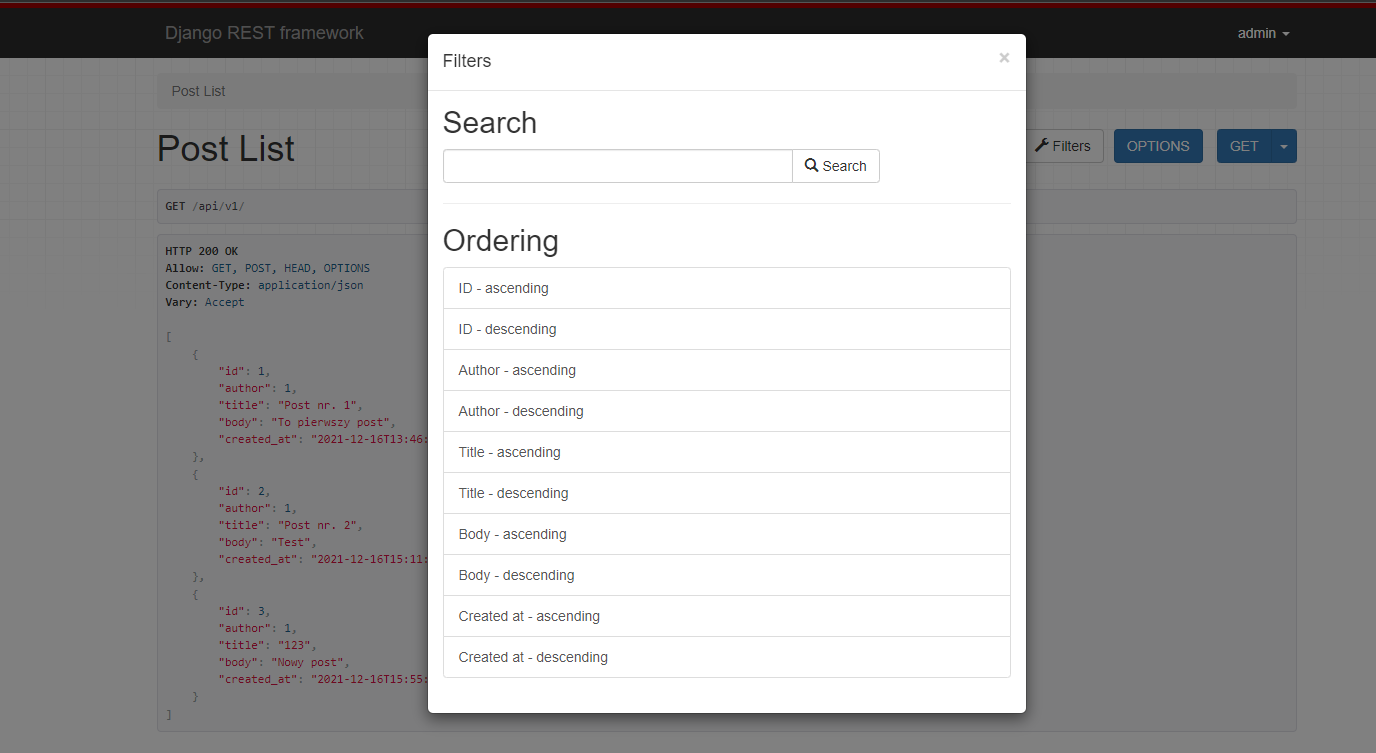 Django REST framework
admin
Filters
×
Post List
Search
Post List
Filters
OPTIONS
GET
Search
GET /api/v1/
Ordering
HTTP 200 OK
Allow: GET, POST, HEAD, OPTIONS
Content-Type: application/json
Vary: Accept
[
{
"id": 1,
"author": 1,
"title": "Post nr. 1",
"body": "To pierwszy post",
"created_at": "2021-12-16T13:46:
},
{
"id": 2,
"author": 1,
"title": "Post nr. 2",
"body": "Test",
"created_at": "2021-12-16T15:11:
},
{
"id": 3,
"author": 1,
"title": "123",
"body": "Nowy post",
"created_at": "2021-12-16T15:55:
}
]
ID - ascending
ID - descending
Author - ascending
Author - descending
Title - ascending
Title - descending
Body - ascending
Body - descending
Created at - ascending
Created at - descending